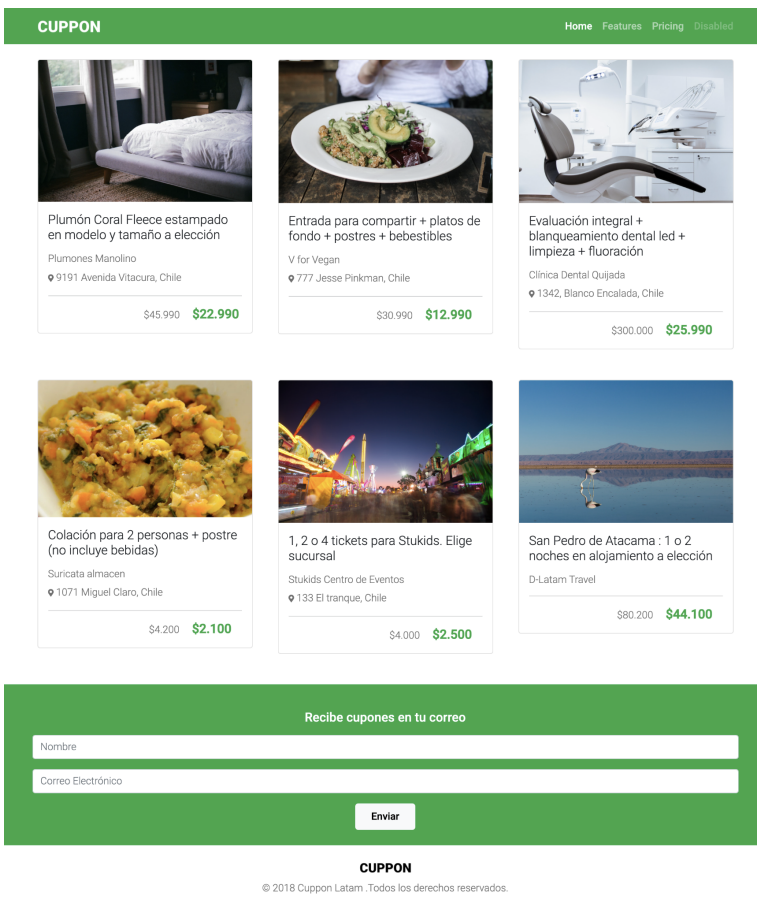 CUPPON
Home Features Pricing Disabled
Plumón Coral Fleece estampado
en modelo y tamaño a elección
Plumones Manolino
9191 Avenida Vitacura, Chile
$45.990 $22.990
Entrada para compartir + platos de
fondo + postres + bebestibles
V for Vegan
777 Jesse Pinkman, Chile
$30.990 $12.990
Evaluación integral +
blanqueamiento dental led +
limpieza + fluoración
Clínica Dental Quijada
1342, Blanco Encalada, Chile
$300.000 $25.990
Colación para 2 personas + postre
(no incluye bebidas)
Suricata almacen
1071 Miguel Claro, Chile
$4.200 $2.100
1, 2 o 4 tickets para Stukids. Elige
sucursal
Stukids Centro de Eventos
133 El tranque, Chile
$4.000 $2.500
San Pedro de Atacama : 1 o 2
noches en alojamiento a elección
D-Latam Travel
$80.200 $44.100
Recibe cupones en tu correo
Nombre
Correo Electrónico
Enviar
CUPPON
© 2018 Cuppon Latam .Todos los derechos reservados.